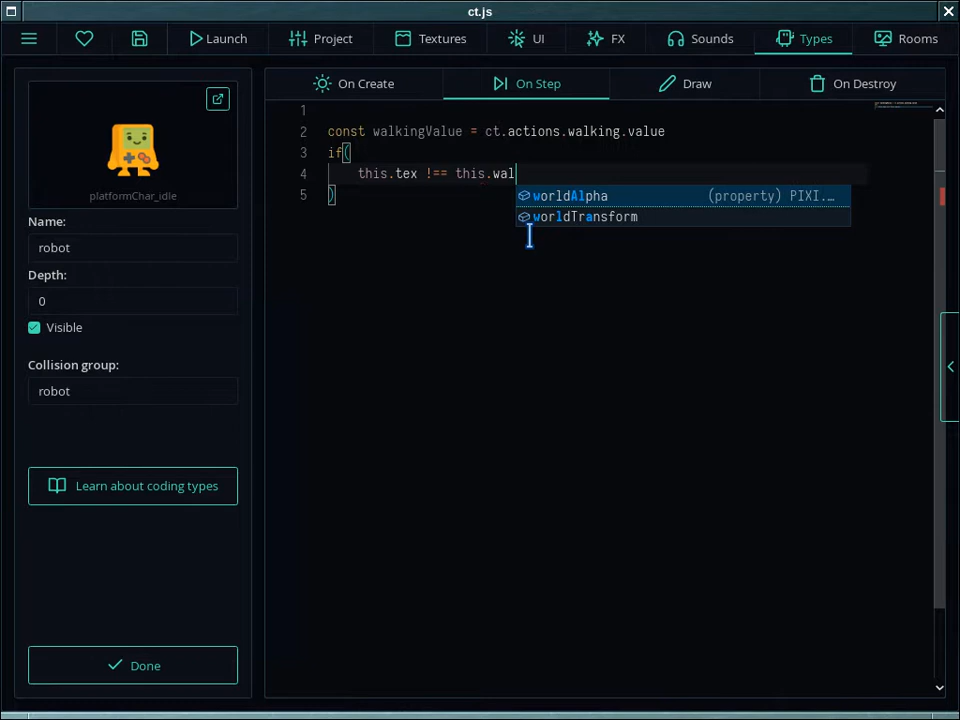 ct.js
Launch
Project
Textures
UI
FX
Sounds
Types
Rooms
On Create
On Step
Draw
On Destroy
platformChar_idle
Name:
robot
Depth:
0
Visible
Collision group:
robot
Learn about coding types
Done
1
2 const walkingValue = ct.actions.walking.value
3 if(
4 this.tex !== this.wal
5 )
worldAlpha (property) PIXI....
worldTransform